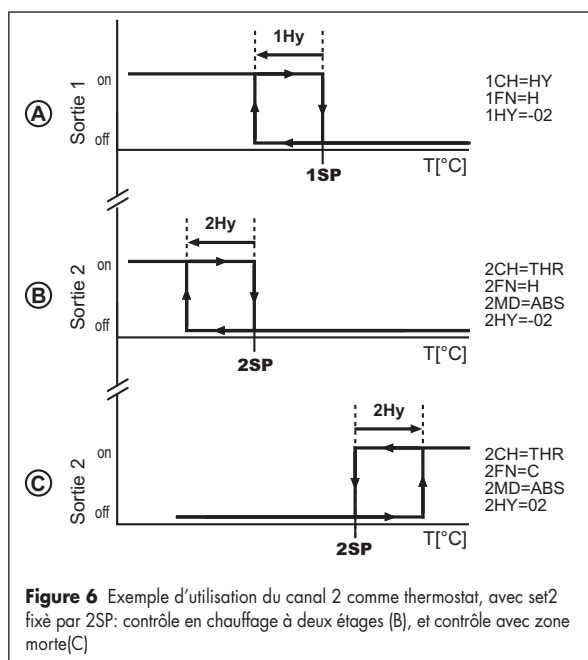 1Hy
on
Sortie 1
off
A
1CH=HY
1FN=H
1HY=-02
1SP
T[°C]
2Hy
on
Sortie 2
off
B
2CH=THR
2FN=H
2MD=ABS
2HY=-02
2SP
T[°C]
2Hy
on
Sortie 2
off
C
2CH=THR
2FN=C
2MD=ABS
2HY=02
2SP
T[°C]
Figure 6 Exemple d'utilisation du canal 2 comme thermostat, avec set2
fixè par 2SP: contrôle en chauffage à deux étages (B), et contrôle avec zone
morte(C)